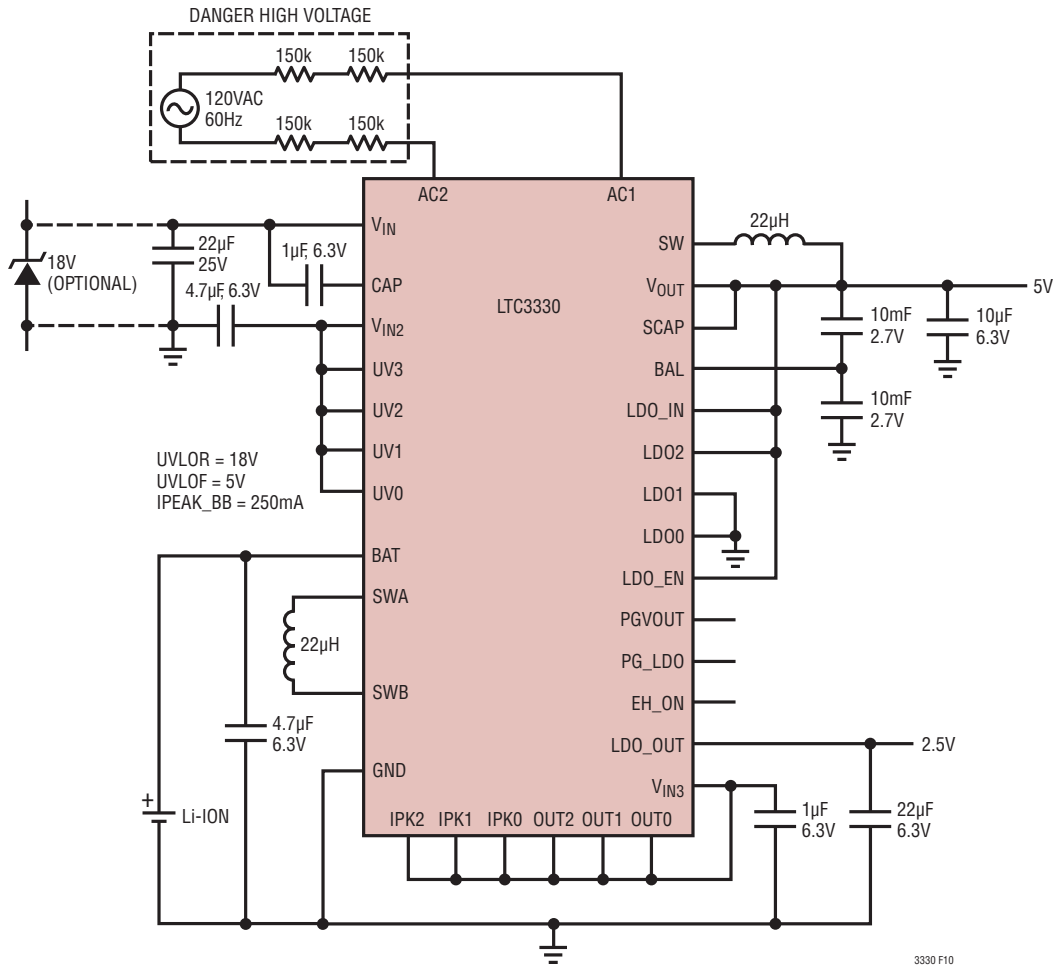 DANGER HIGH VOLTAGE
150k 150k
120VAC
60Hz
150k 150k
AC2 AC1
VIN
22µF
25V
1µF, 6.3V
18V
(OPTIONAL)
CAP
4.7µF, 6.3V
VIN2
UV3
UV2
UV1
UV0
UVLOR = 18V
UVLOF = 5V
IPEAK_BB = 250mA
BAT
SWA
22µH
SWB
4.7µF
6.3V
GND
+
Li-ION
LTC3330
IPK2 IPK1 IPK0 OUT2 OUT1 OUT0
22µH
SW
VOUT
5V
SCAP
10mF
2.7V
10µF
6.3V
BAL
10mF
2.7V
LDO_IN
LDO2
LDO1
LDO0
LDO_EN
PGVOUT
PG_LDO
EH_ON
LDO_OUT
2.5V
VIN3
1µF
6.3V
22µF
6.3V
3330 F10